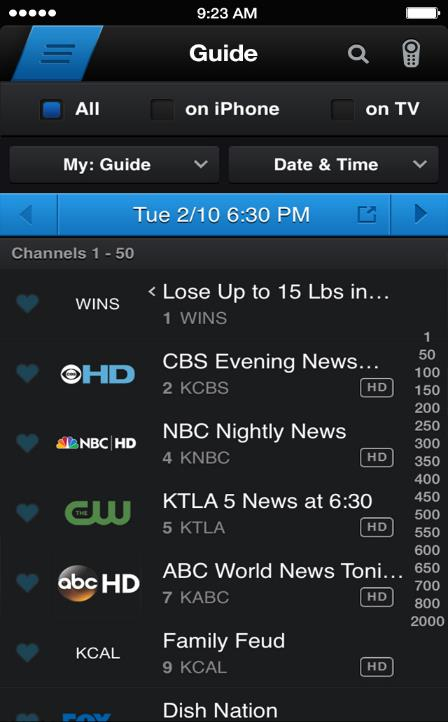 9:23 AM
Guide
All on iPhone on TV
My: Guide Date & Time
Tue 2/10 6:30 PM
Channels 1 - 50
WINS < Lose Up to 15 Lbs in...
1 WINS
HD CBS Evening News...
2 KCBS HD
NBC|HD NBC Nightly News
4 KNBC HD
THE CW KTLA 5 News at 6:30
5 KTLA HD
abc HD ABC World News Toni...
7 KABC HD
KCAL Family Feud
9 KCAL HD
FOX Dish Nation
1
50
100
150
200
250
300
350
400
450
500
550
600
650
700
800
2000